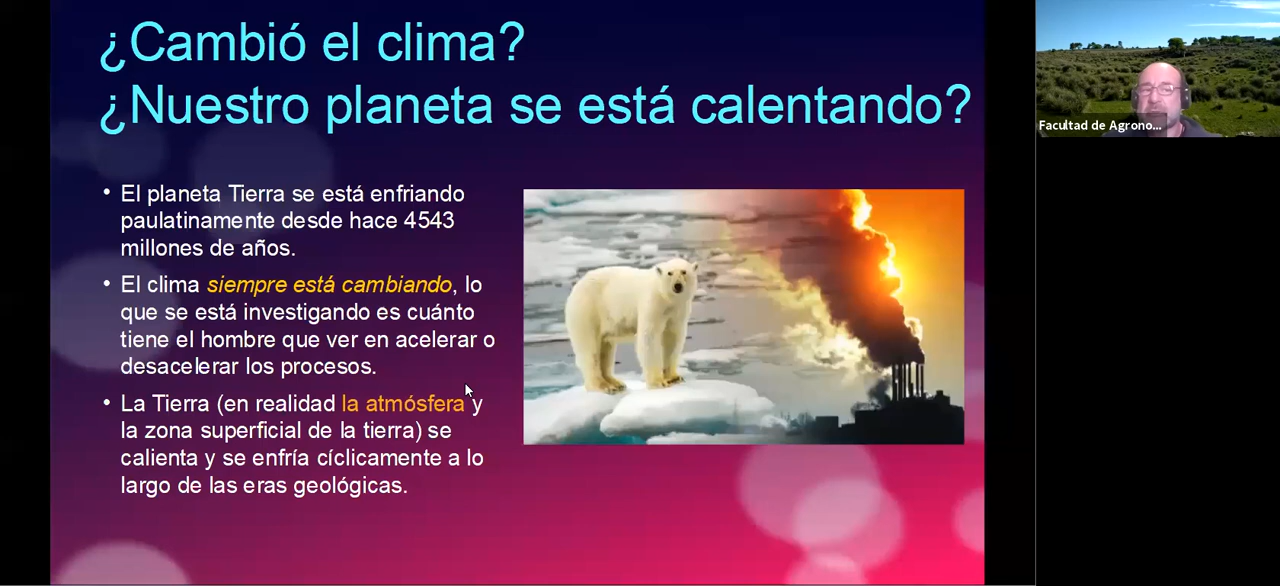 ¿Cambió el clima?
¿Nuestro planeta se está calentando?
• El planeta Tierra se está enfriando
paulatinamente desde hace 4543
millones de años.
• El clima siempre está cambiando, lo
que se está investigando es cuánto
tiene el hombre que ver en acelerar o
desacelerar los procesos.
• La Tierra (en realidad la atmósfera y
la zona superficial de la tierra) se
calienta y se enfría cíclicamente a lo
largo de las eras geológicas.
Facultad de Agrono...